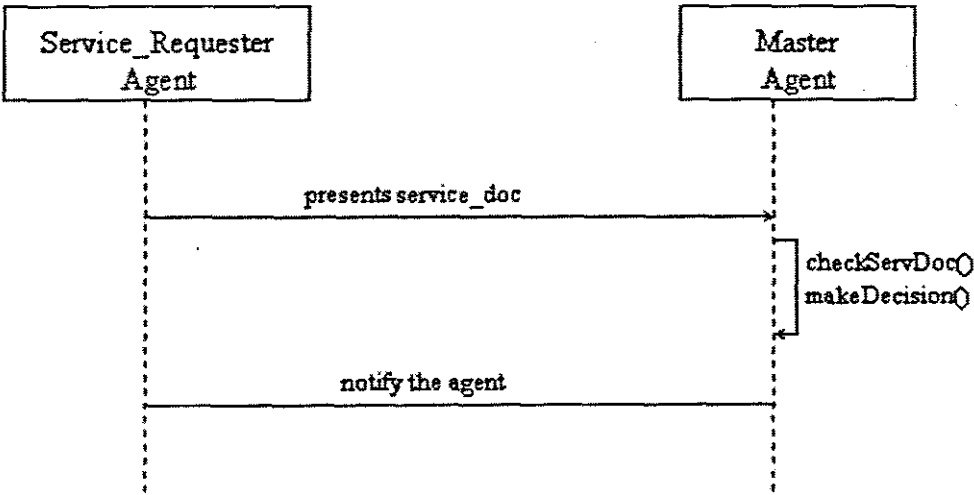 Service_Requester
Agent
Master
Agent
presents service_doc
checkServDoc()
makeDecision()
notify the agent